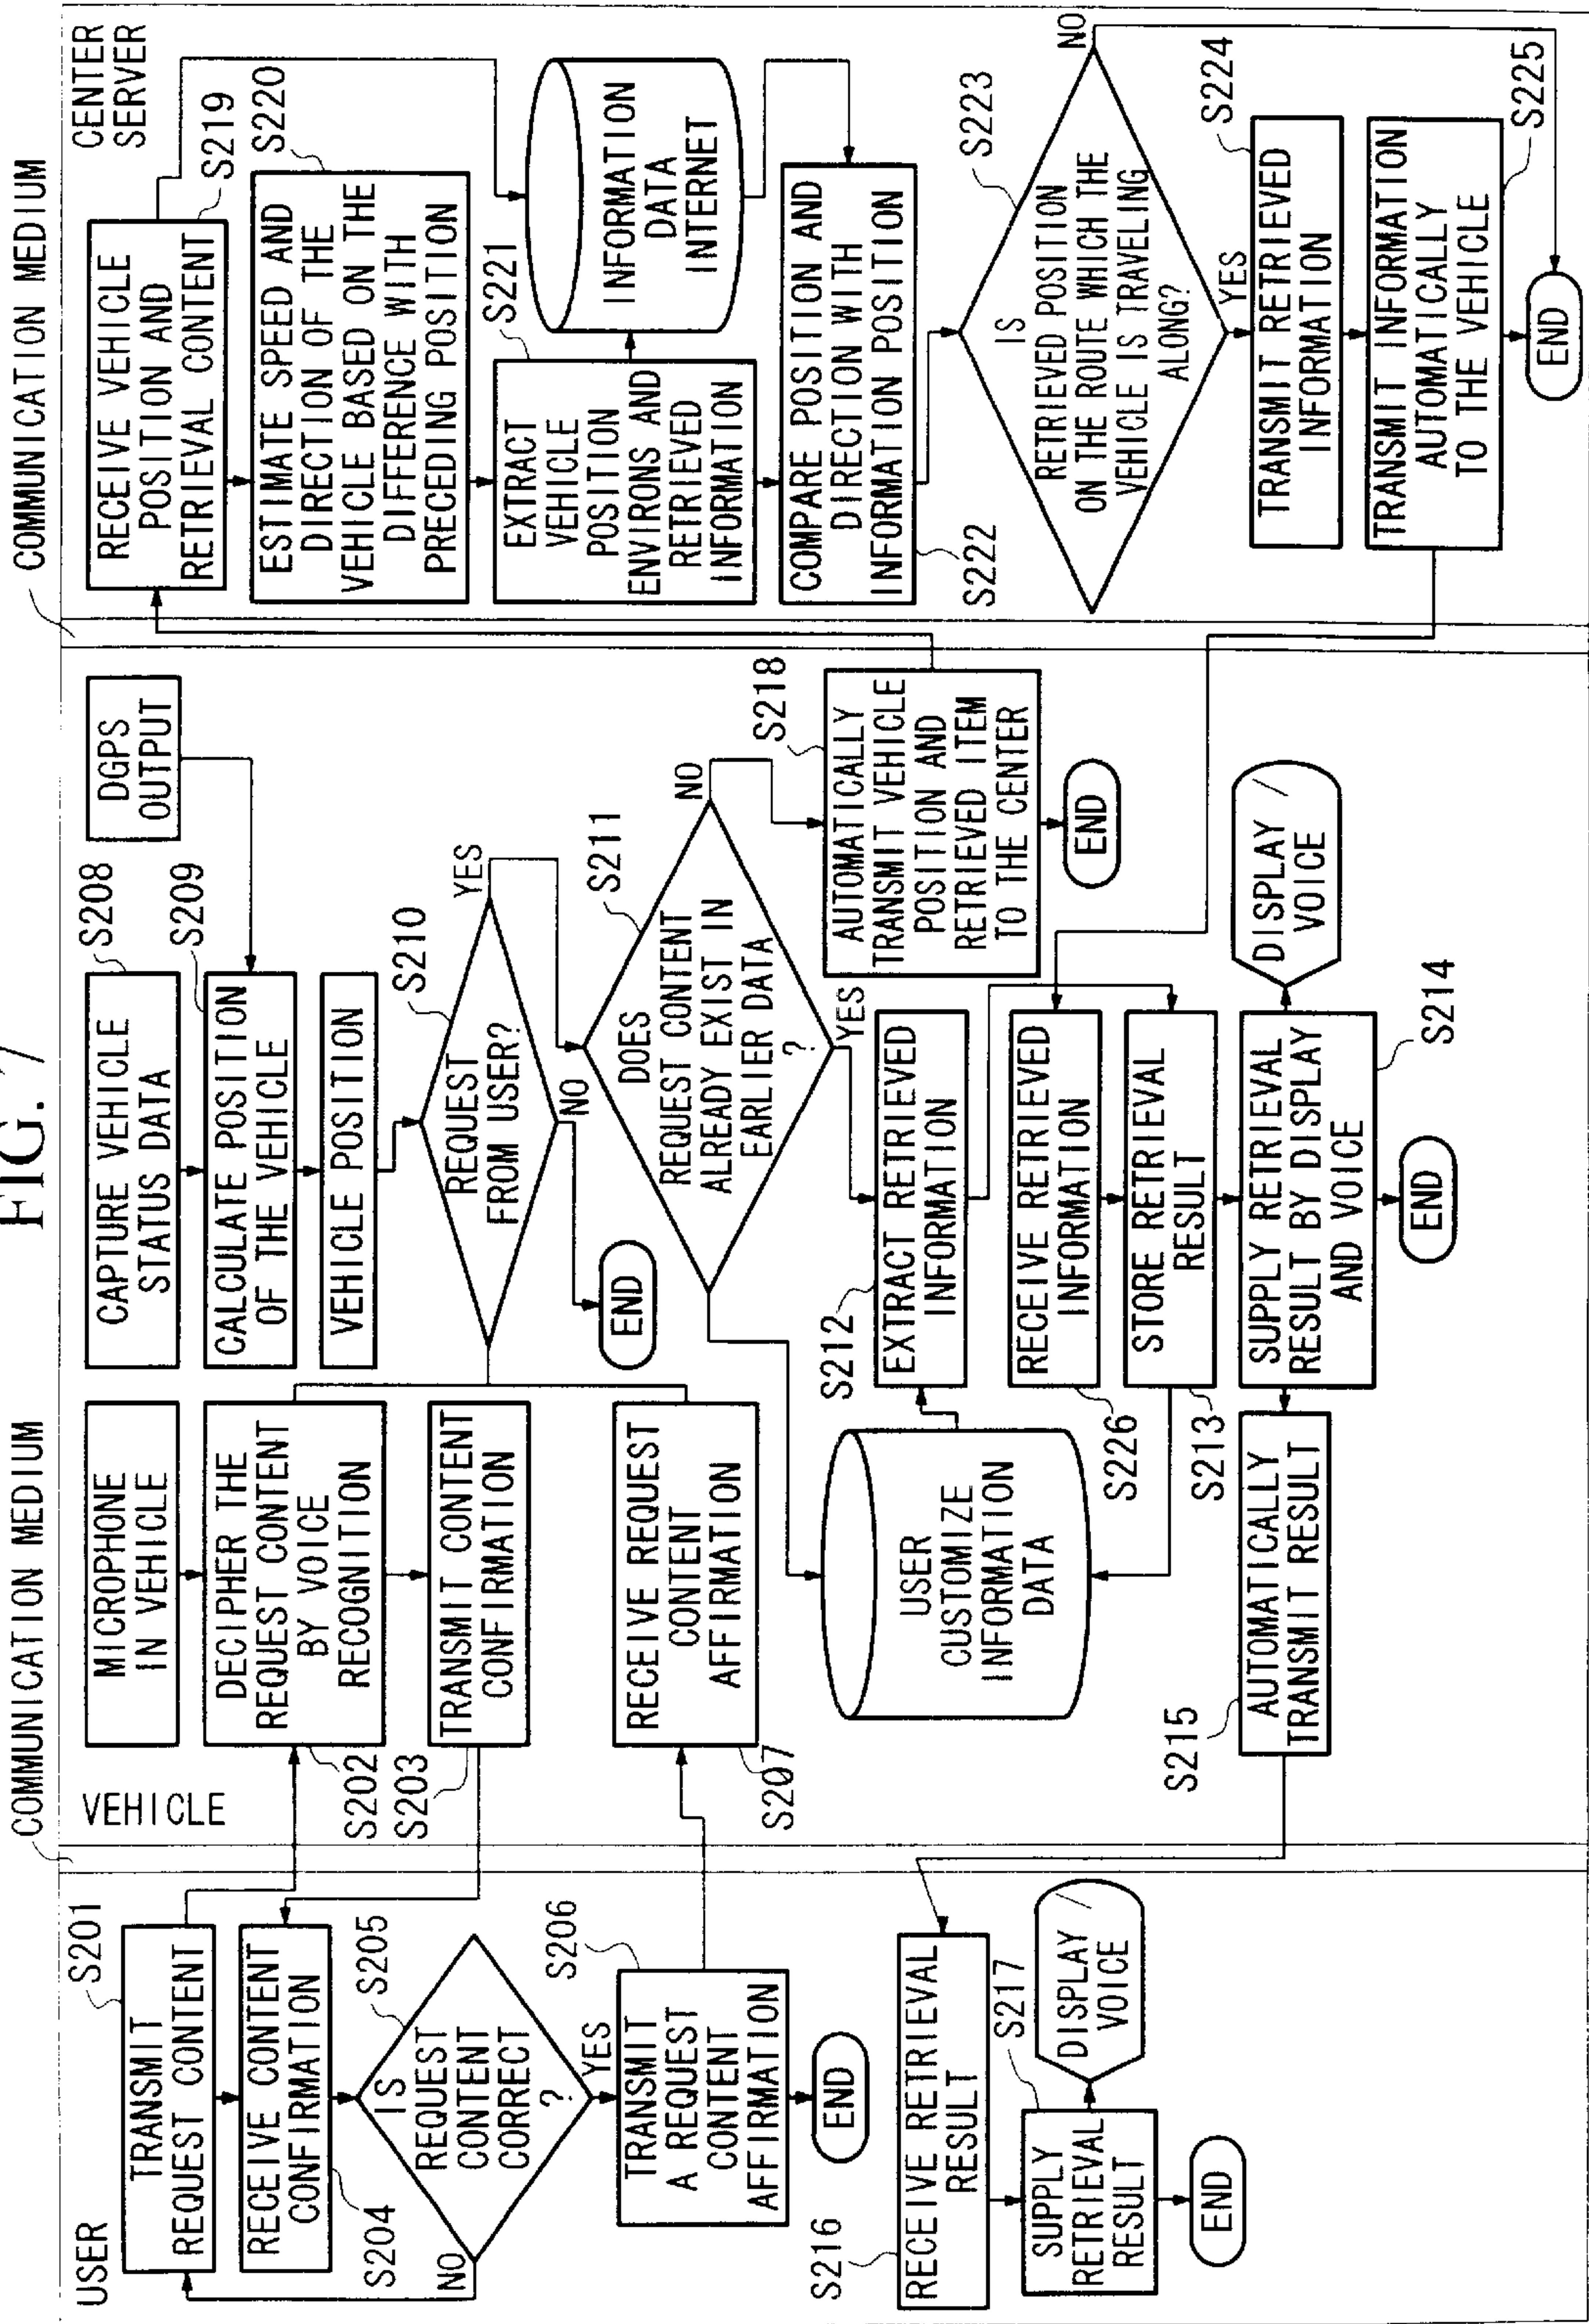 FIG. 7
COMMUNICATION MEDIUM
COMMUNICATION MEDIUM
USER
S201
TRANSMIT
REQUEST CONTENT
RECEIVE CONTENT
CONFIRMATION
S204
S205
IS
REQUEST
CONTENT
CORRECT
?
NO
YES
S206
TRANSMIT
A REQUEST
CONTENT
AFFIRMATION
END
S216
RECEIVE RETRIEVAL
RESULT
S217
SUPPLY
RETRIEVAL
RESULT
DISPLAY
VOICE
END
VEHICLE
MICROPHONE
IN VEHICLE
DECIPHER THE
REQUEST CONTENT
BY VOICE
RECOGNITION
S202
TRANSMIT CONTENT
CONFIRMATION
S203
RECEIVE REQUEST
CONTENT
AFFIRMATION
S207
USER
CUSTOMIZE
INFORMATION
DATA
S215
AUTOMATICALLY
TRANSMIT RESULT
CAPTURE VEHICLE
STATUS DATA
S208
DGPS
OUTPUT
CALCULATE POSITION
OF THE VEHICLE
S209
VEHICLE POSITION
S210
REQUEST
FROM USER?
YES
NO
END
S211
DOES
REQUEST CONTENT
ALREADY EXIST IN
EARLIER DATA
?
NO
YES
S218
AUTOMATICALLY
TRANSMIT VEHICLE
POSITION AND
RETRIEVED ITEM
TO THE CENTER
END
S212
EXTRACT RETRIEVED
INFORMATION
RECEIVE RETRIEVED
INFORMATION
S226
STORE RETRIEVAL
RESULT
S213
SUPPLY RETRIEVAL
RESULT BY DISPLAY
AND VOICE
S214
DISPLAY
VOICE
END
CENTER
SERVER
RECEIVE VEHICLE
POSITION AND
RETRIEVAL CONTENT
S219
S220
ESTIMATE SPEED AND
DIRECTION OF THE
VEHICLE BASED ON THE
DIFFERENCE WITH
PRECEDING POSITION
S221
EXTRACT
VEHICLE
POSITION
ENVIRONS AND
RETRIEVED
INFORMATION
INFORMATION
DATA
INTERNET
COMPARE POSITION AND
DIRECTION WITH
INFORMATION POSITION
S222
S223
IS
RETRIEVED POSITION
ON THE ROUTE WHICH THE
VEHICLE IS TRAVELING
ALONG?
NO
YES
S224
TRANSMIT RETRIEVED
INFORMATION
TRANSMIT INFORMATION
AUTOMATICALLY
TO THE VEHICLE
S225
END